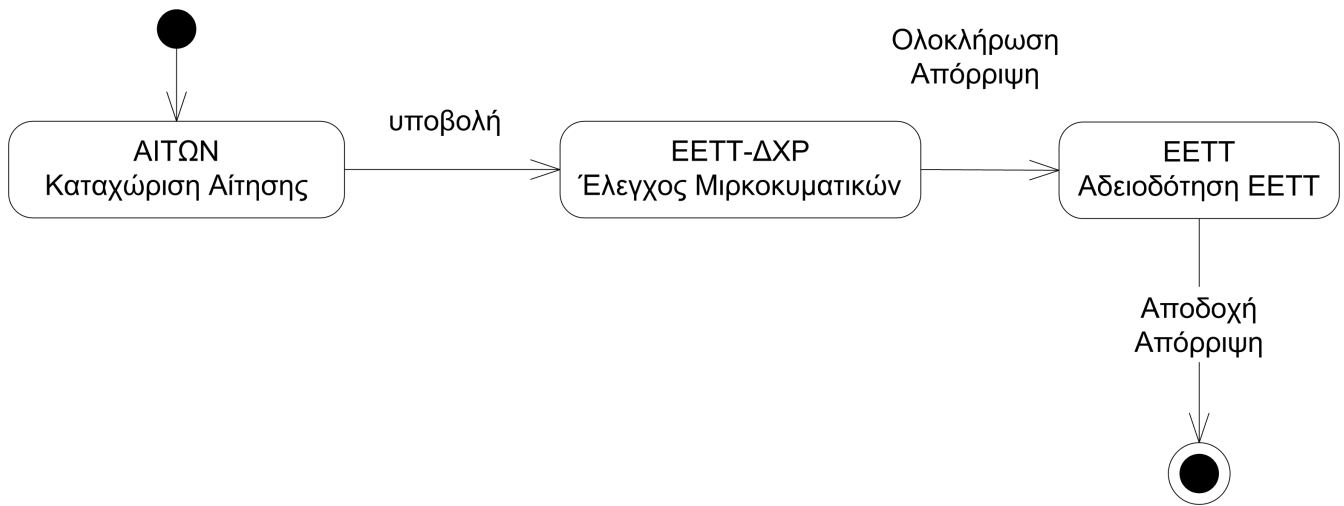 ΑΙΤΩΝ
Καταχώριση Αίτησης
υποβολή
ΕΕΤΤ-ΔΧΡ
Έλεγχος Μιρκοκυματικών
Ολοκλήρωση
Απόρριψη
ΕΕΤΤ
Αδειοδότηση ΕΕΤΤ
Αποδοχή
Απόρριψη